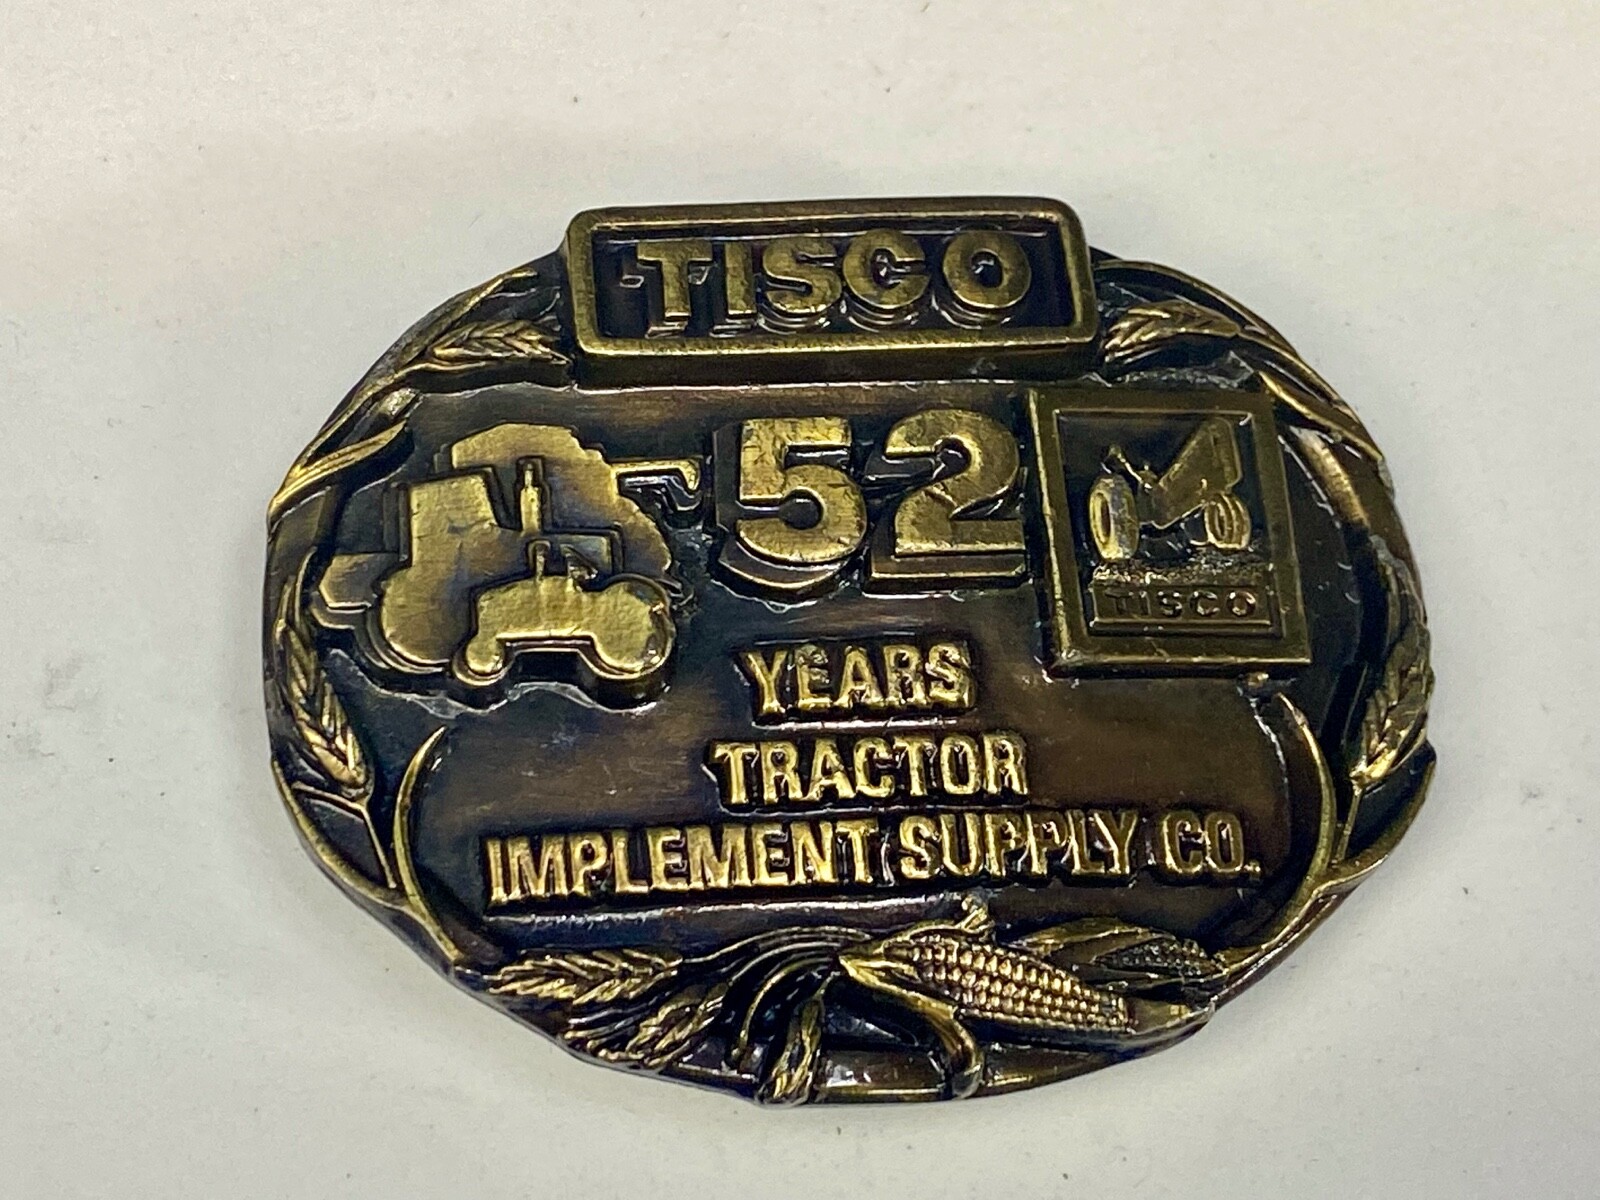 TISCO
52
TISCO
YEARS
TRACTOR
IMPLEMENT SUPPLY CO.